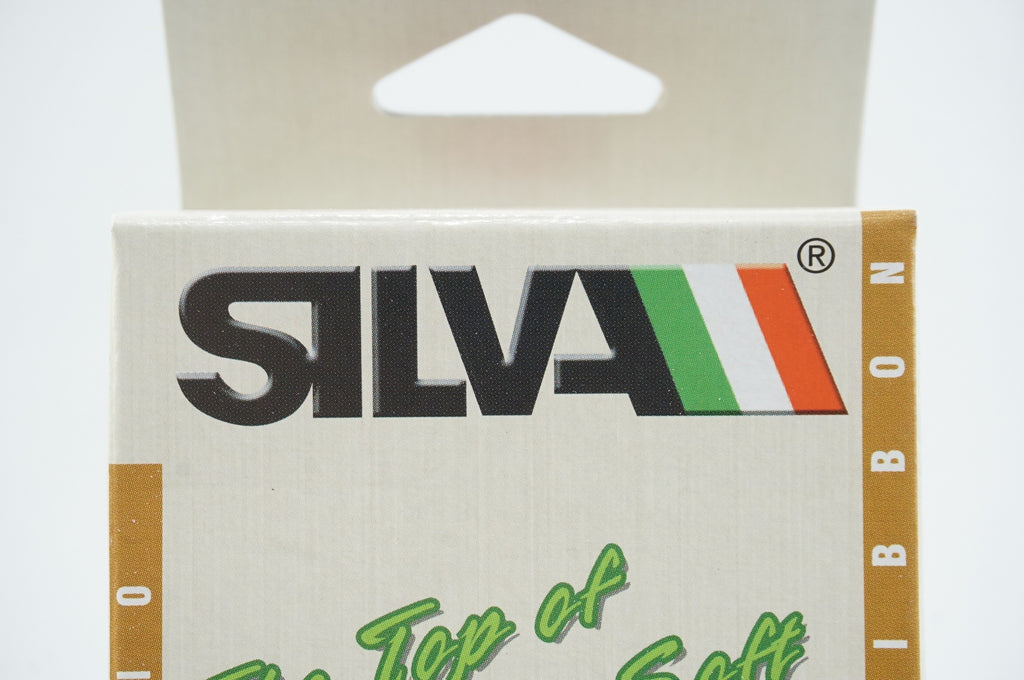 SILVA®
The Top of
Soft
RIBBON